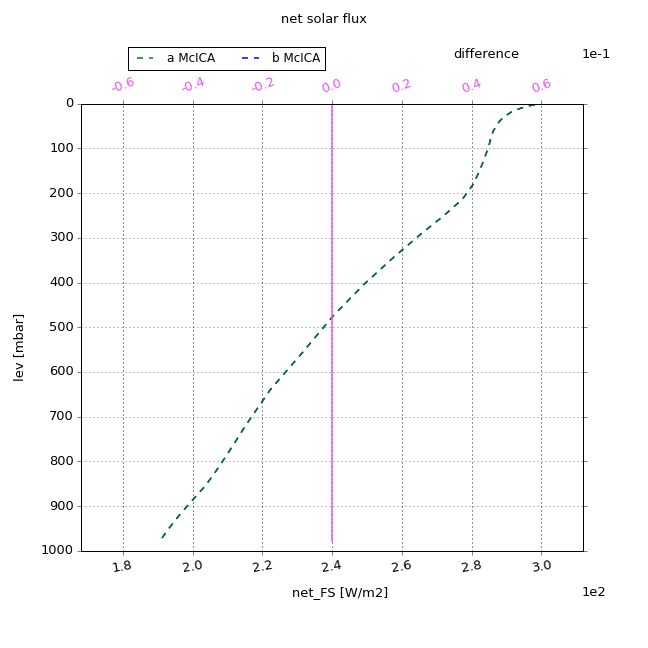 net solar flux
a McICA b McICA difference 1e-1
-0.6 -0.4 -0.2 0.0 0.2 0.4 0.6
0
100
200
300
400
500
600
700
800
900
1000
lev [mbar]
1.8 2.0 2.2 2.4 2.6 2.8 3.0
net_FS [W/m2] 1e2